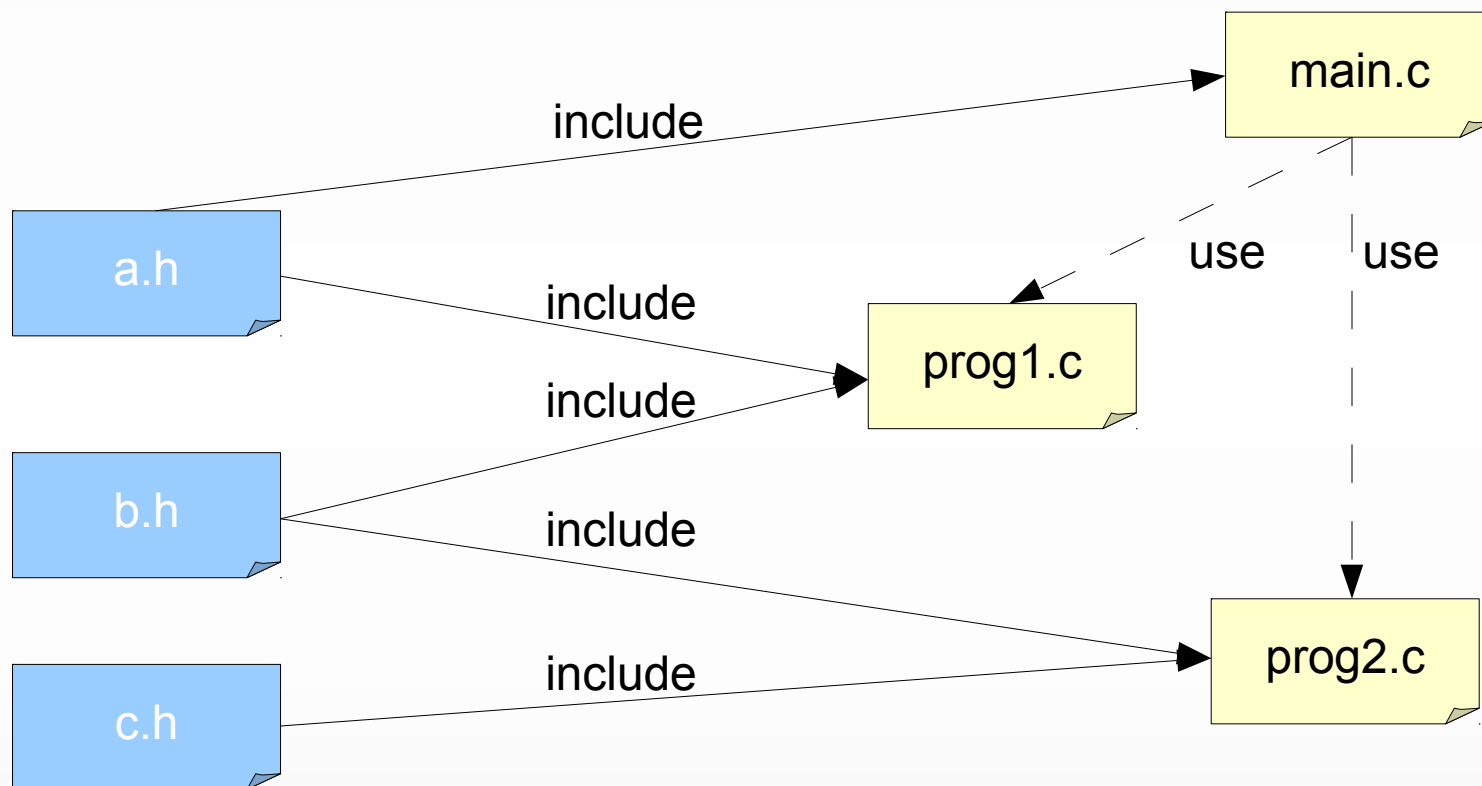 main.c
include
use
use
a.h
include
prog1.c
include
b.h
include
prog2.c
include
c.h